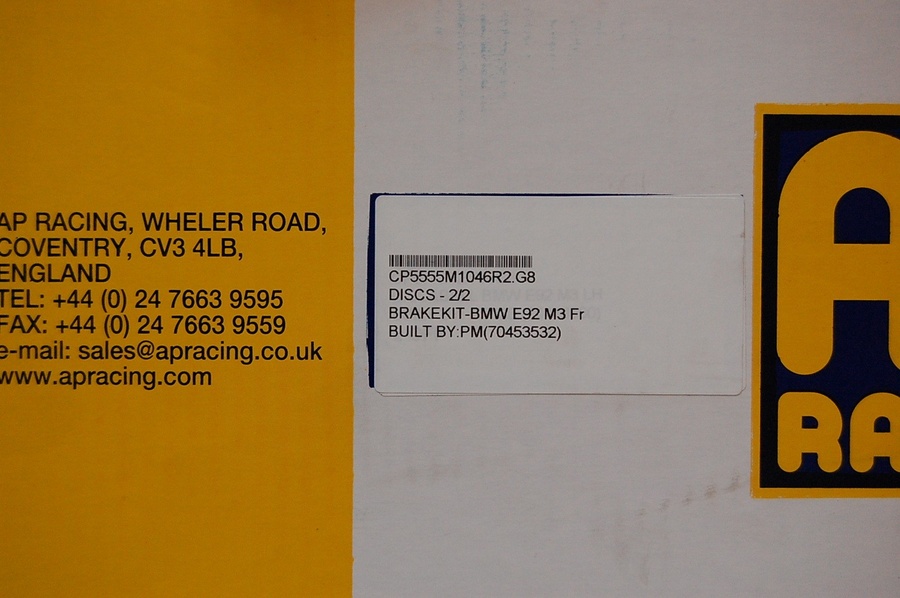 AP RACING, WHELER ROAD,
COVENTRY, CV3 4LB,
ENGLAND
TEL: +44 (0) 24 7663 9595
FAX: +44 (0) 24 7663 9559
e-mail: sales@apracing.co.uk
www.apracing.com
CP5555M1046R2.G8
DISCS - 2/2
BRAKEKIT-BMW E92 M3 Fr
BUILT BY:PM(70453532)
A
RA